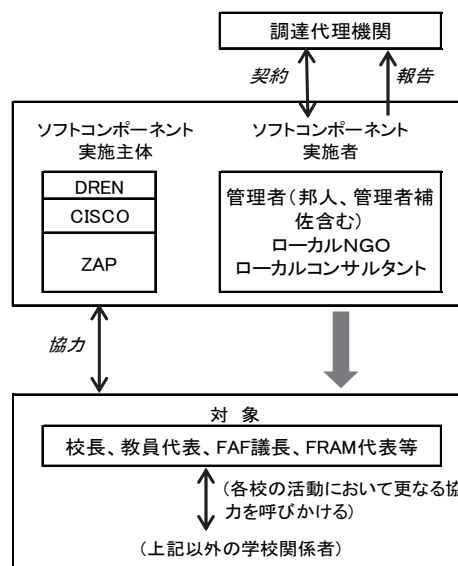 調達代理機関
契約
報告
ソフトコンポーネント
実施主体
DREN
CISCO
ZAP
ソフトコンポーネント
実施者
管理者(邦人、管理者補
佐含む)
ローカルNGO
ローカルコンサルタント
協力
対 象
校長、教員代表、FAF議長、FRAM代表等
(各校の活動において更なる協
力を呼びかける)
(上記以外の学校関係者)